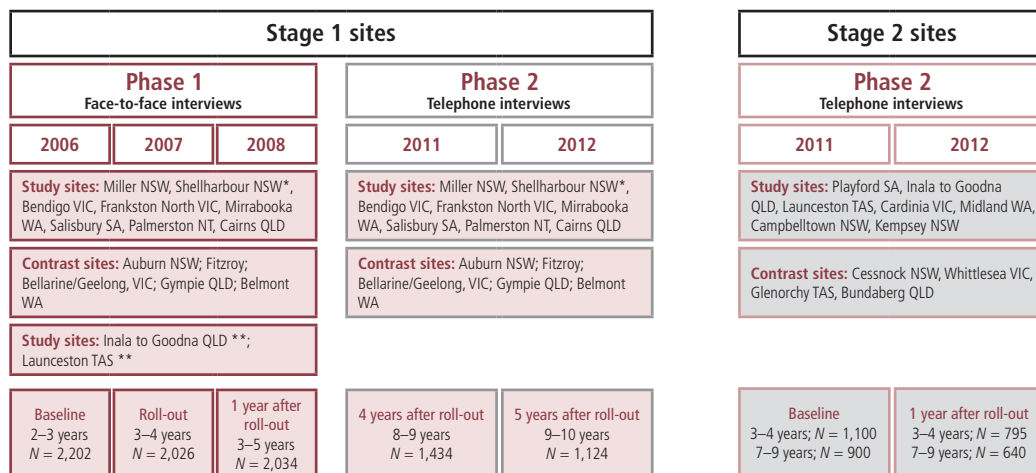 Stage 1 sites
Phase 1
Face-to-face interviews
2006
2007
2008
Study sites: Miller NSW, Shellharbour NSW*,
Bendigo VIC, Frankston North VIC, Mirrabooka
WA, Salisbury SA, Palmerston NT, Cairns QLD
Contrast sites: Auburn NSW; Fitzroy;
Bellarine/Geelong, VIC; Gympie QLD; Belmont
WA
Study sites: Inala to Goodna QLD **;
Launceston TAS **
Baseline
2–3 years
N = 2,202
Roll-out
3–4 years
N = 2,026
1 year after
roll-out
3–5 years
N = 2,034
Phase 2
Telephone interviews
2011
2012
Study sites: Miller NSW, Shellharbour NSW*,
Bendigo VIC, Frankston North VIC, Mirrabooka
WA, Salisbury SA, Palmerston NT, Cairns QLD
Contrast sites: Auburn NSW; Fitzroy;
Bellarine/Geelong, VIC; Gympie QLD; Belmont
WA
4 years after roll-out
8–9 years
N = 1,434
5 years after roll-out
9–10 years
N = 1,124
Stage 2 sites
Phase 2
Telephone interviews
2011
2012
Study sites: Playford SA, Inala to Goodna
QLD, Launceston TAS, Cardinia VIC, Midland WA,
Campbelltown NSW, Kempsey NSW
Contrast sites: Cessnock NSW, Whittlesea VIC,
Glenorchy TAS, Bundaberg QLD
Baseline
3–4 years; N = 1,100
7–9 years; N = 900
1 year after roll-out
3–4 years; N = 795
7–9 years; N = 640